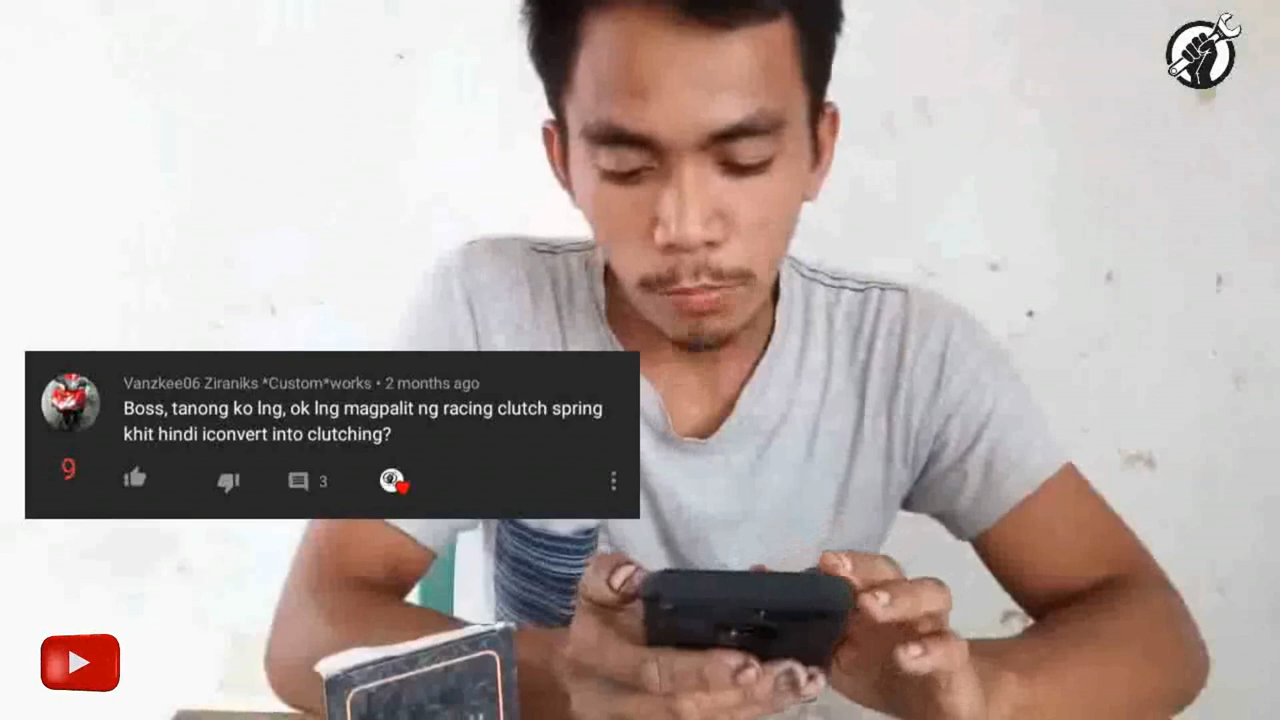 Vanzkee06 Ziraniks *Custom*works • 2 months ago
Boss, tanong ko lng, ok lng magpalit ng racing clutch spring
khit hindi iconvert into clutching?
9
3